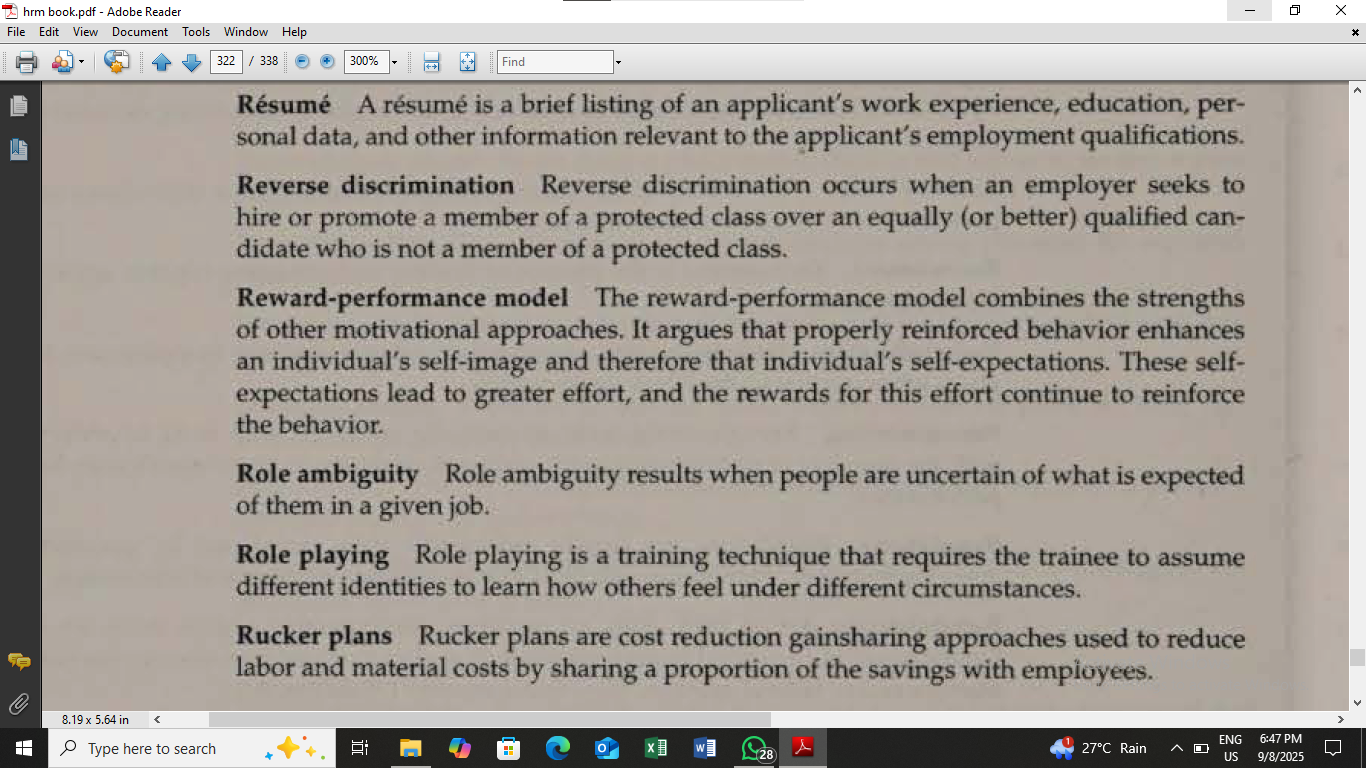 hrm book.pdf - Adobe Reader
File Edit View Document Tools Window Help
322 / 338 300% Find
Résumé A résumé is a brief listing of an applicant's work experience, education, per-
sonal data, and other information relevant to the applicant's employment qualifications.
Reverse discrimination Reverse discrimination occurs when an employer seeks to
hire or promote a member of a protected class over an equally (or better) qualified can-
didate who is not a member of a protected class.
Reward-performance model The reward-performance model combines the strengths
of other motivational approaches. It argues that properly reinforced behavior enhances
an individual's self-image and therefore that individual's self-expectations. These self-
expectations lead to greater effort, and the rewards for this effort continue to reinforce
the behavior.
Role ambiguity Role ambiguity results when people are uncertain of what is expected
of them in a given job.
Role playing Role playing is a training technique that requires the trainee to assume
different identities to learn how others feel under different circumstances.
Rucker plans Rucker plans are cost reduction gainsharing approaches used to reduce
labor and material costs by sharing a proportion of the savings with employees.
8.19 x 5.64 in
Type here to search 28 1 27°C Rain ENG 6:47 PM
US 9/8/2025